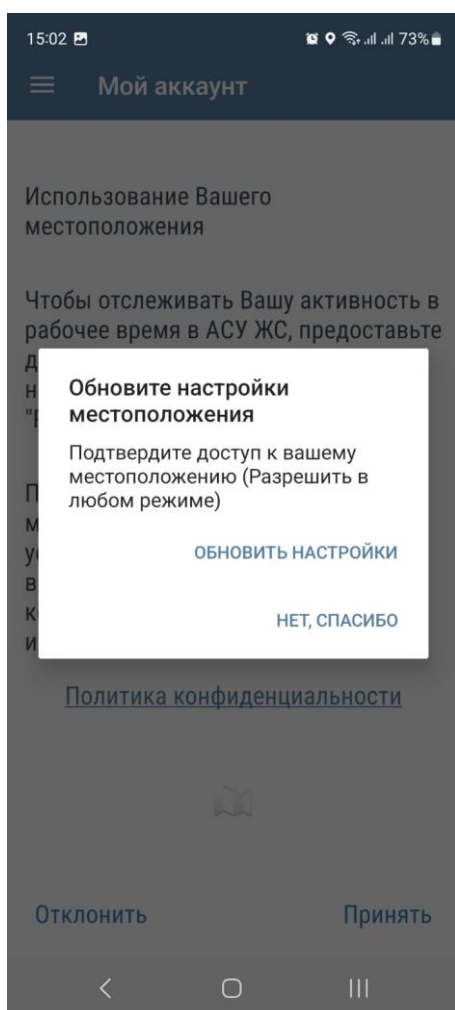 15:02
73%
Мой аккаунт
Использование Вашего
местоположения
Чтобы отслеживать Вашу активность в
рабочее время в АСУ ЖС, предоставьте
Обновите настройки
местоположения
Подтвердите доступ к вашему
местоположению (Разрешить в
любом режиме)
ОБНОВИТЬ НАСТРОЙКИ
НЕТ, СПАСИБО
Политика конфиденциальности
Отклонить
Принять